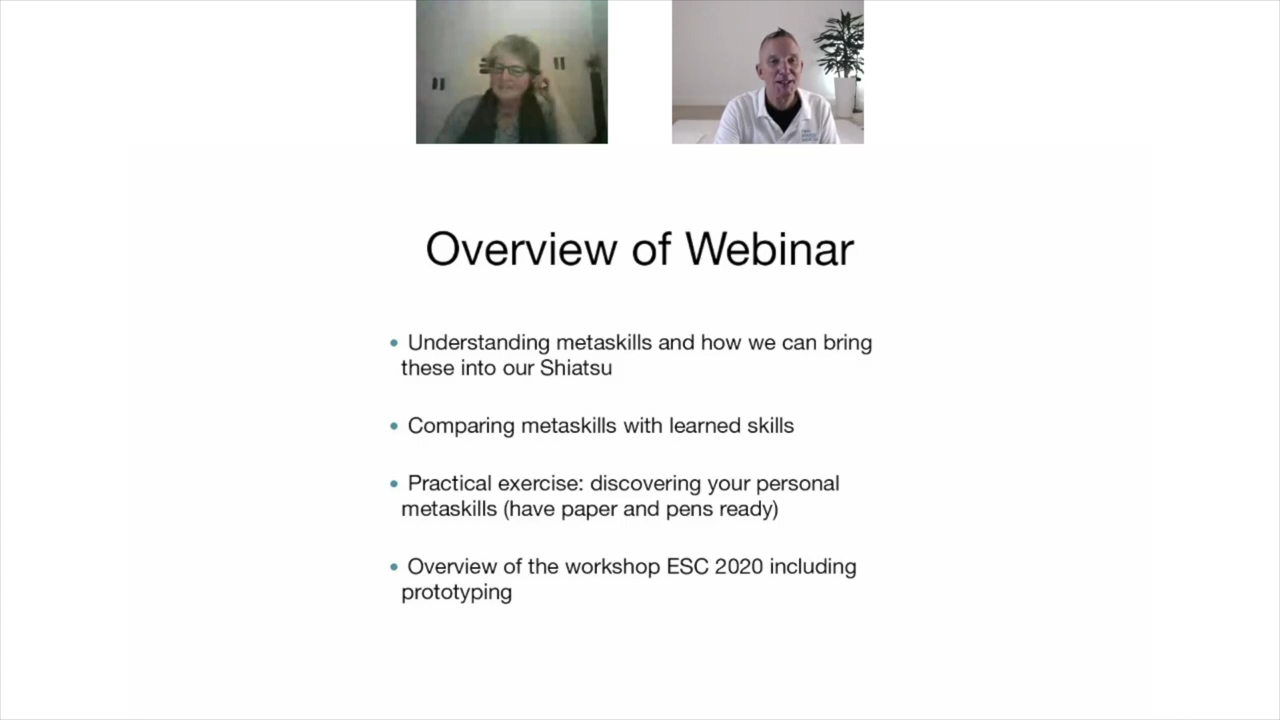 Overview of Webinar
• Understanding metaskills and how we can bring
these into our Shiatsu
• Comparing metaskills with learned skills
• Practical exercise: discovering your personal
metaskills (have paper and pens ready)
• Overview of the workshop ESC 2020 including
prototyping